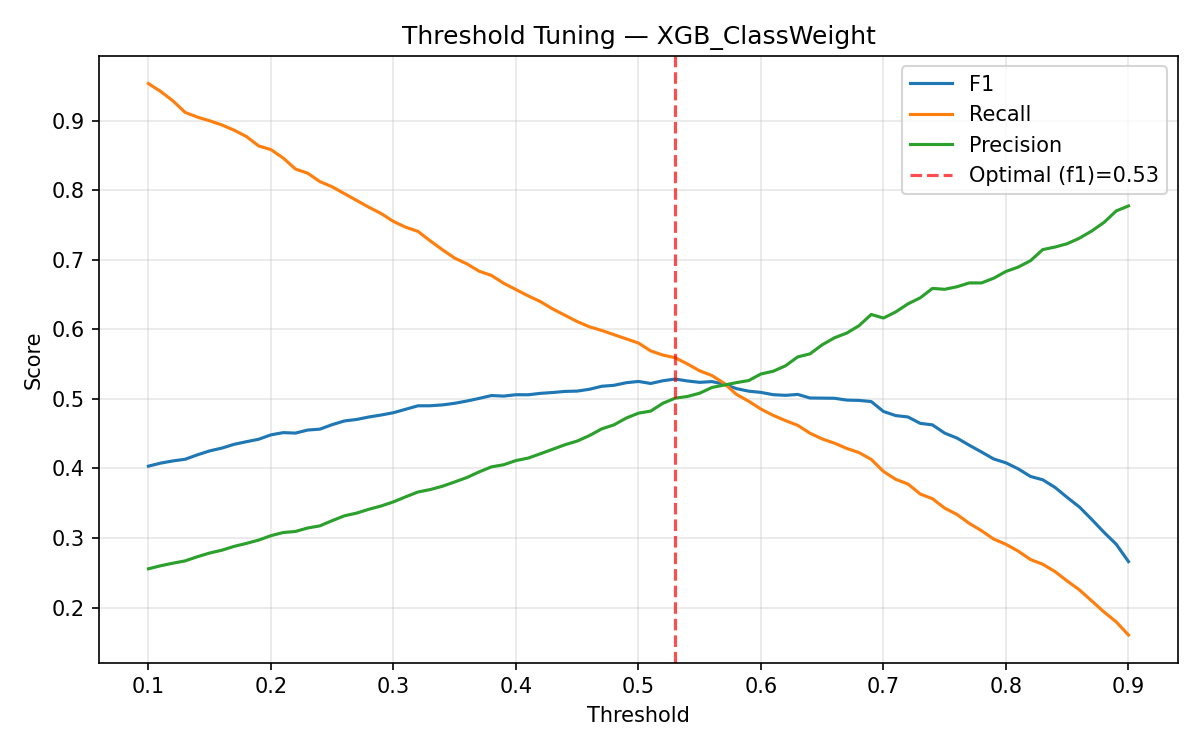 Threshold Tuning — XGB_ClassWeight
F1
Recall
Precision
Optimal (f1)=0.53
Score
0.9
0.8
0.7
0.6
0.5
0.4
0.3
0.2
0.1 0.2 0.3 0.4 0.5 0.6 0.7 0.8 0.9
Threshold